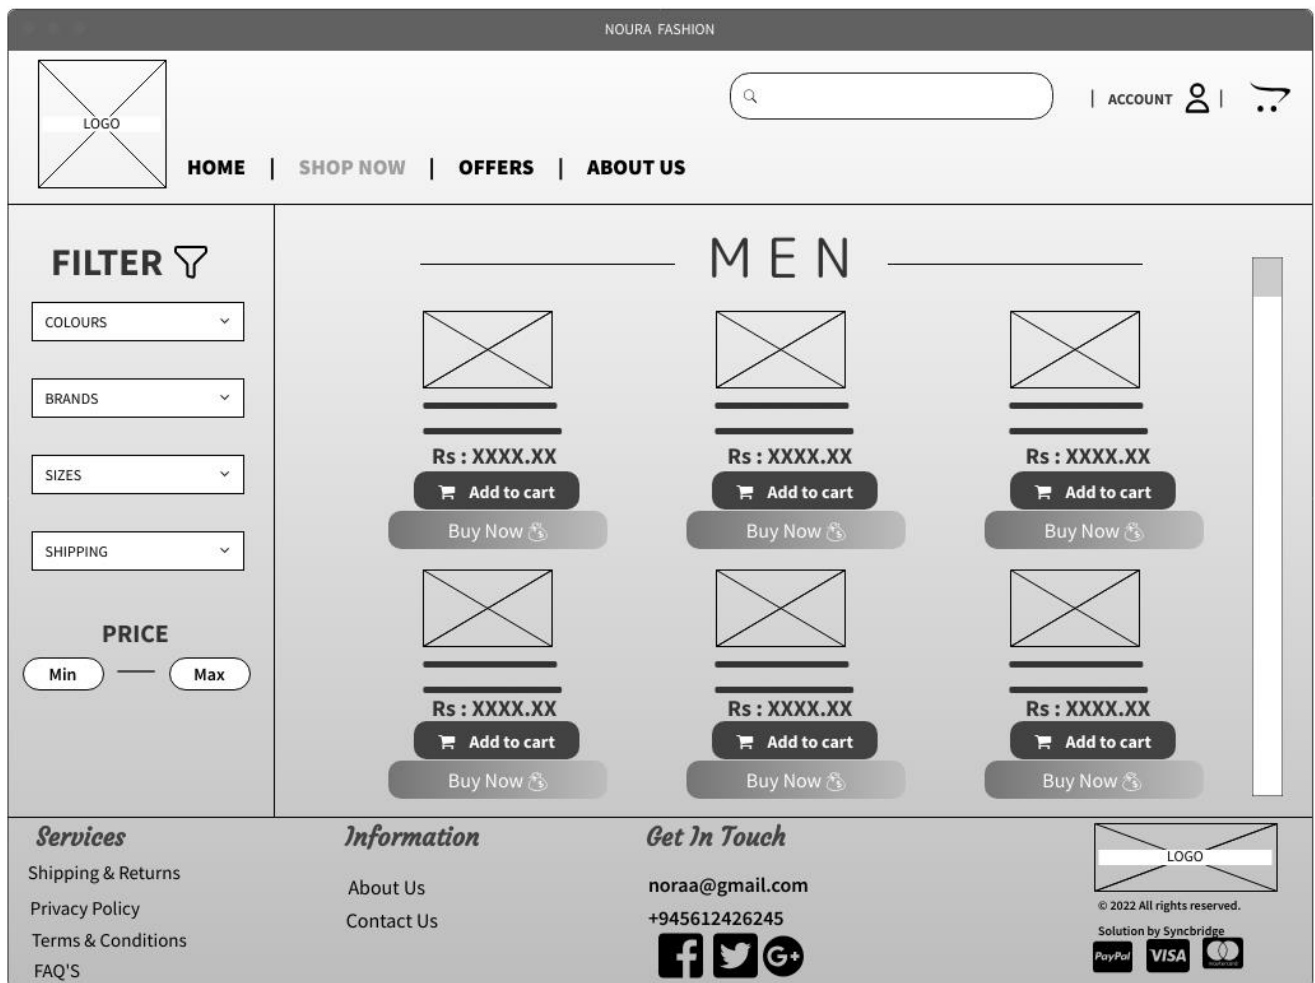 NOURA FASHION
LOGO
| ACCOUNT |
HOME | SHOP NOW | OFFERS | ABOUT US
FILTER
COLOURS
BRANDS
SIZES
SHIPPING
PRICE
Min — Max
MEN
Rs : XXXX.XX Rs : XXXX.XX Rs : XXXX.XX
Add to cart Add to cart Add to cart
Buy Now Buy Now Buy Now
Rs : XXXX.XX Rs : XXXX.XX Rs : XXXX.XX
Add to cart Add to cart Add to cart
Buy Now Buy Now Buy Now
Services
Shipping & Returns
Privacy Policy
Terms & Conditions
FAQ'S
Information
About Us
Contact Us
Get In Touch
noraa@gmail.com
+945612426245
f G+
LOGO
© 2022 All rights reserved.
Solution by Syncbridge
PayPal VISA mastercard